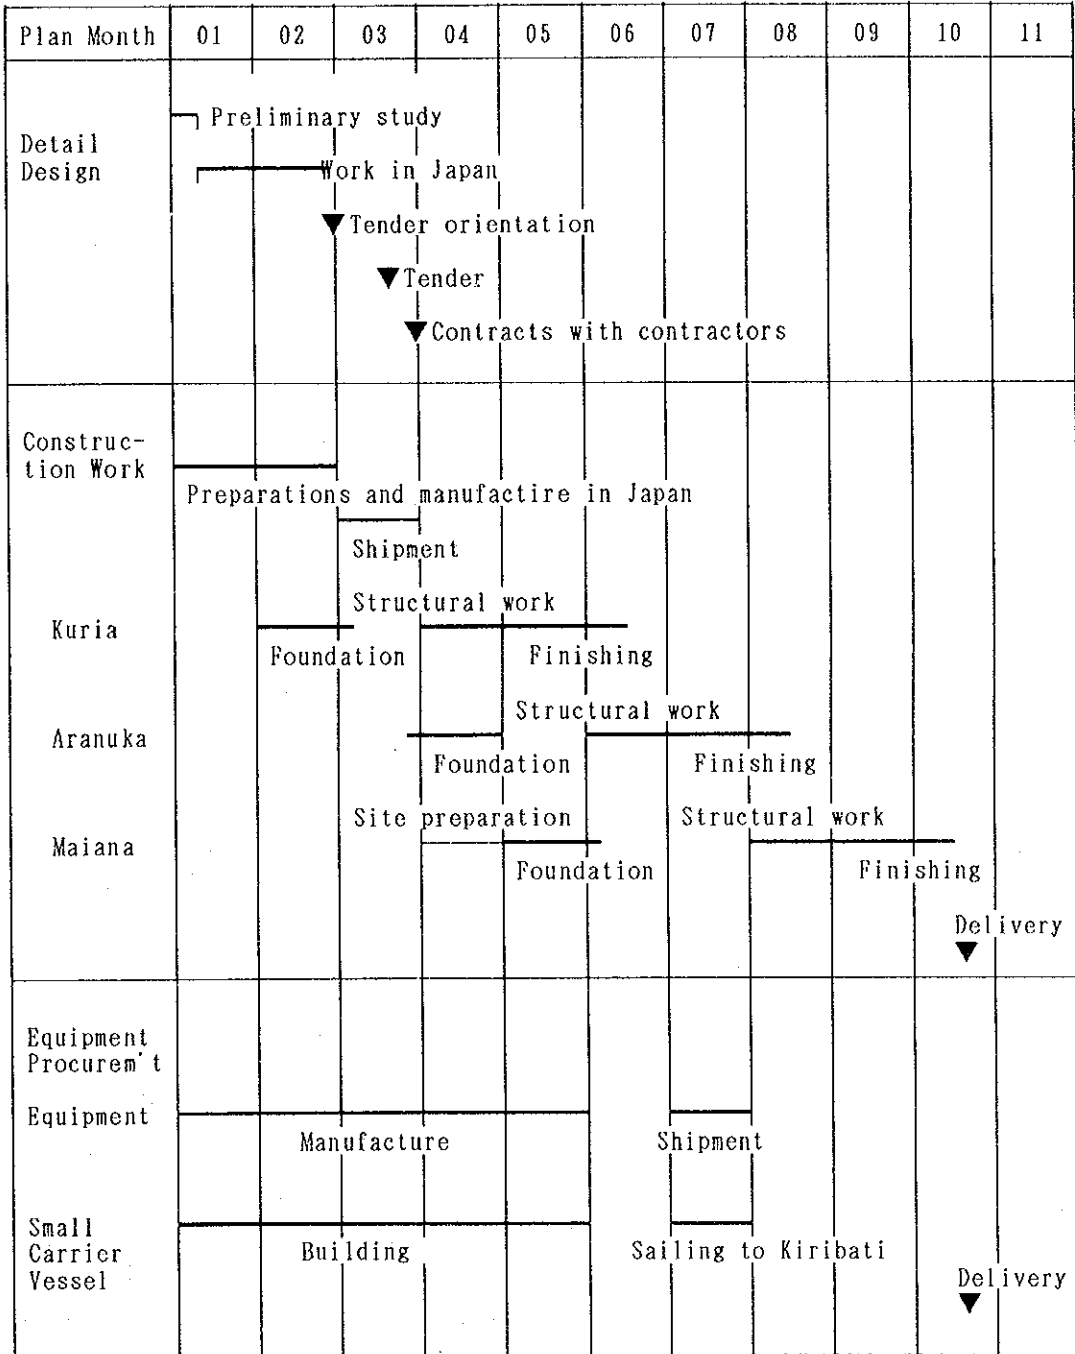 Plan Month 01 02 03 04 05 06 07 08 09 10 11
Preliminary study
Detail
Design
Work in Japan
Tender orientation
Tender
Contracts with contractors
Construc-
tion Work
Preparations and manufactire in Japan
Shipment
Structural work
Kuria
Foundation Finishing
Structural work
Aranuka
Foundation Finishing
Site preparation Structural work
Maiana
Foundation Finishing
Delivery
Equipment
Procurem't
Equipment
Manufacture Shipment
Small
Carrier
Vessel
Building Sailing to Kiribati
Delivery